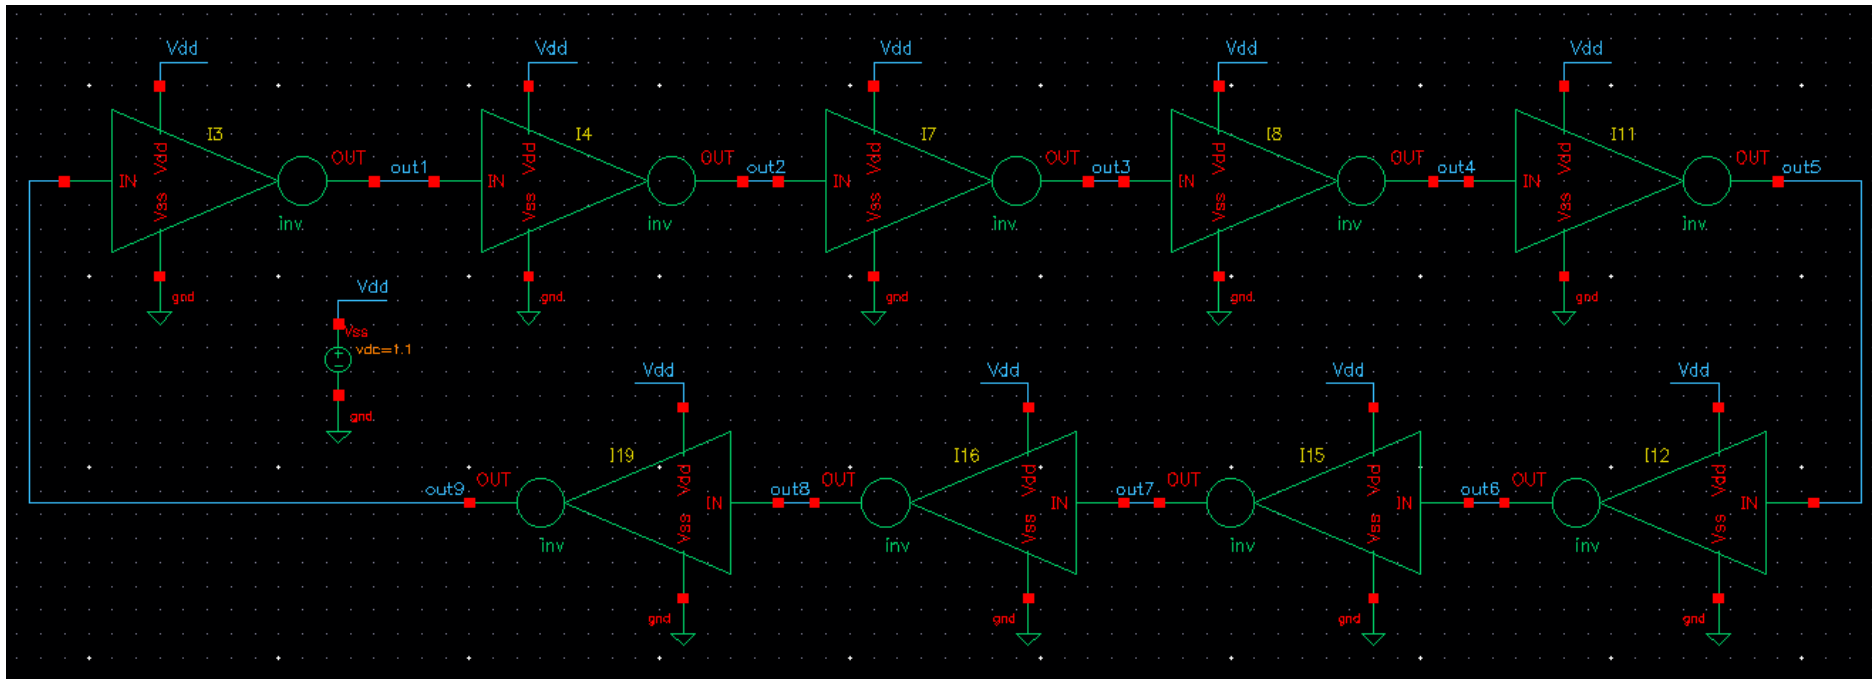 Vdd Vdd Vdd Vdd Vdd
I3 I4 I7 I8 I11
OUT OUT OUT OUT OUT
out1 out2 out3 out4 out5
IN Vdd IN Vdd IN Vdd IN Vdd IN Vdd
Vss Vss Vss Vss Vss
inv inv inv inv inv
gnd gnd gnd gnd gnd
Vdd
Vss
vdc=1.1
gnd
Vdd Vdd Vdd Vdd
I19 I16 I15 I12
out9 OUT out8 OUT out7 OUT out6 OUT
Vdd IN Vdd IN Vdd IN Vdd IN
Vss Vss Vss Vss
inv inv inv inv
gnd gnd gnd gnd